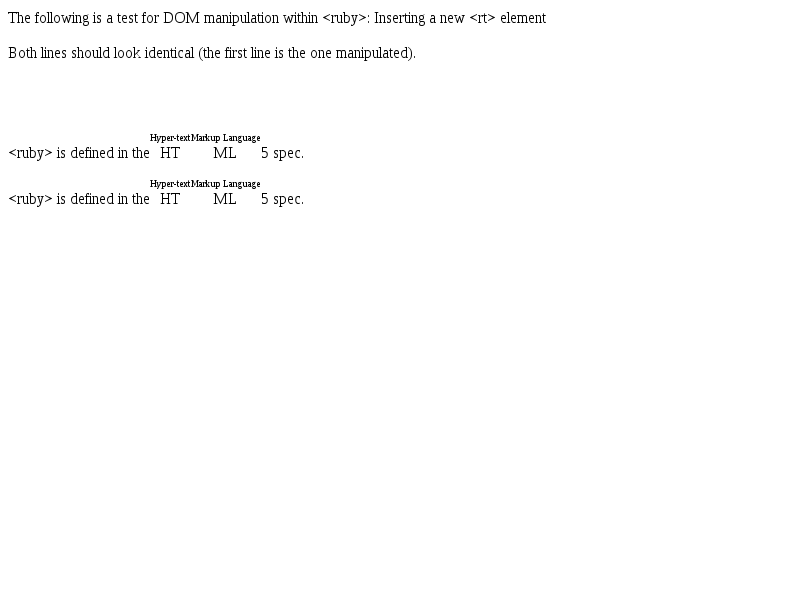 The following is a test for DOM manipulation within <ruby>: Inserting a new <rt> element
Both lines should look identical (the first line is the one manipulated).
Hyper-text Markup Language
<ruby> is defined in the HT ML 5 spec.
Hyper-text Markup Language
<ruby> is defined in the HT ML 5 spec.